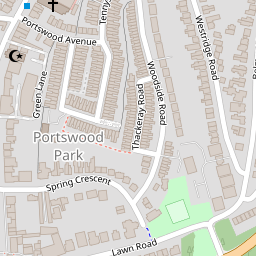 Portswood Avenue
Tenny
Westridge Road
Green Lane
Woodside Road
Thackeray Road
Portswood
Park
Spring Crescent
Lawn Road